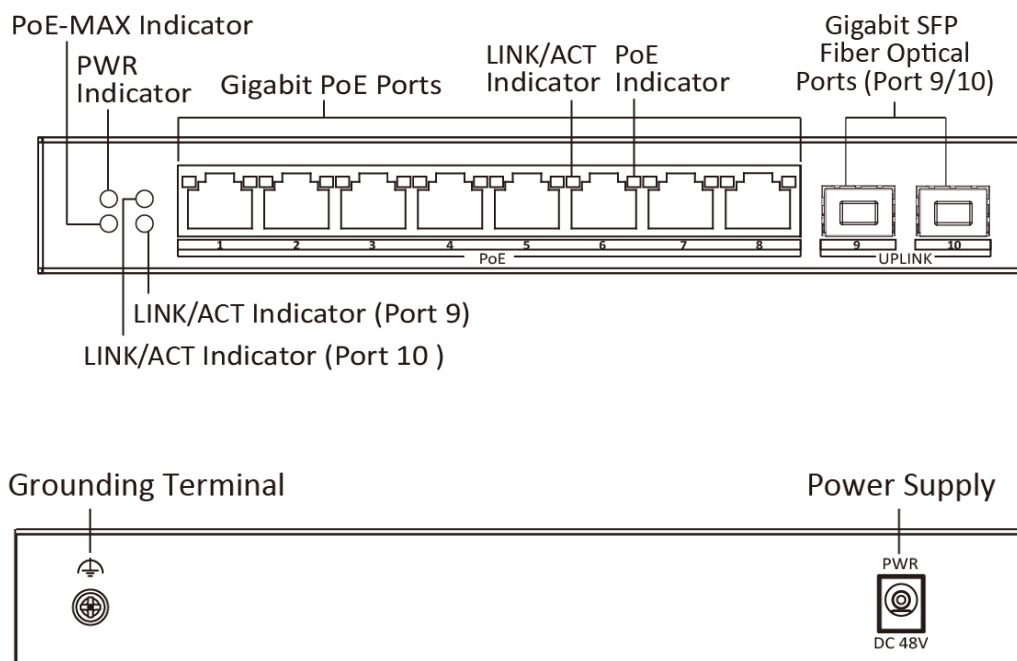 PoE-MAX Indicator
PWR
Indicator
Gigabit PoE Ports
LINK/ACT
Indicator
PoE
Indicator
Gigabit SFP
Fiber Optical
Ports (Port 9/10)
1 2 3 4 5 6 7 8 9 10
PoE
UPLINK
LINK/ACT Indicator (Port 9)
LINK/ACT Indicator (Port 10 )
Grounding Terminal
Power Supply
PWR
DC 48V